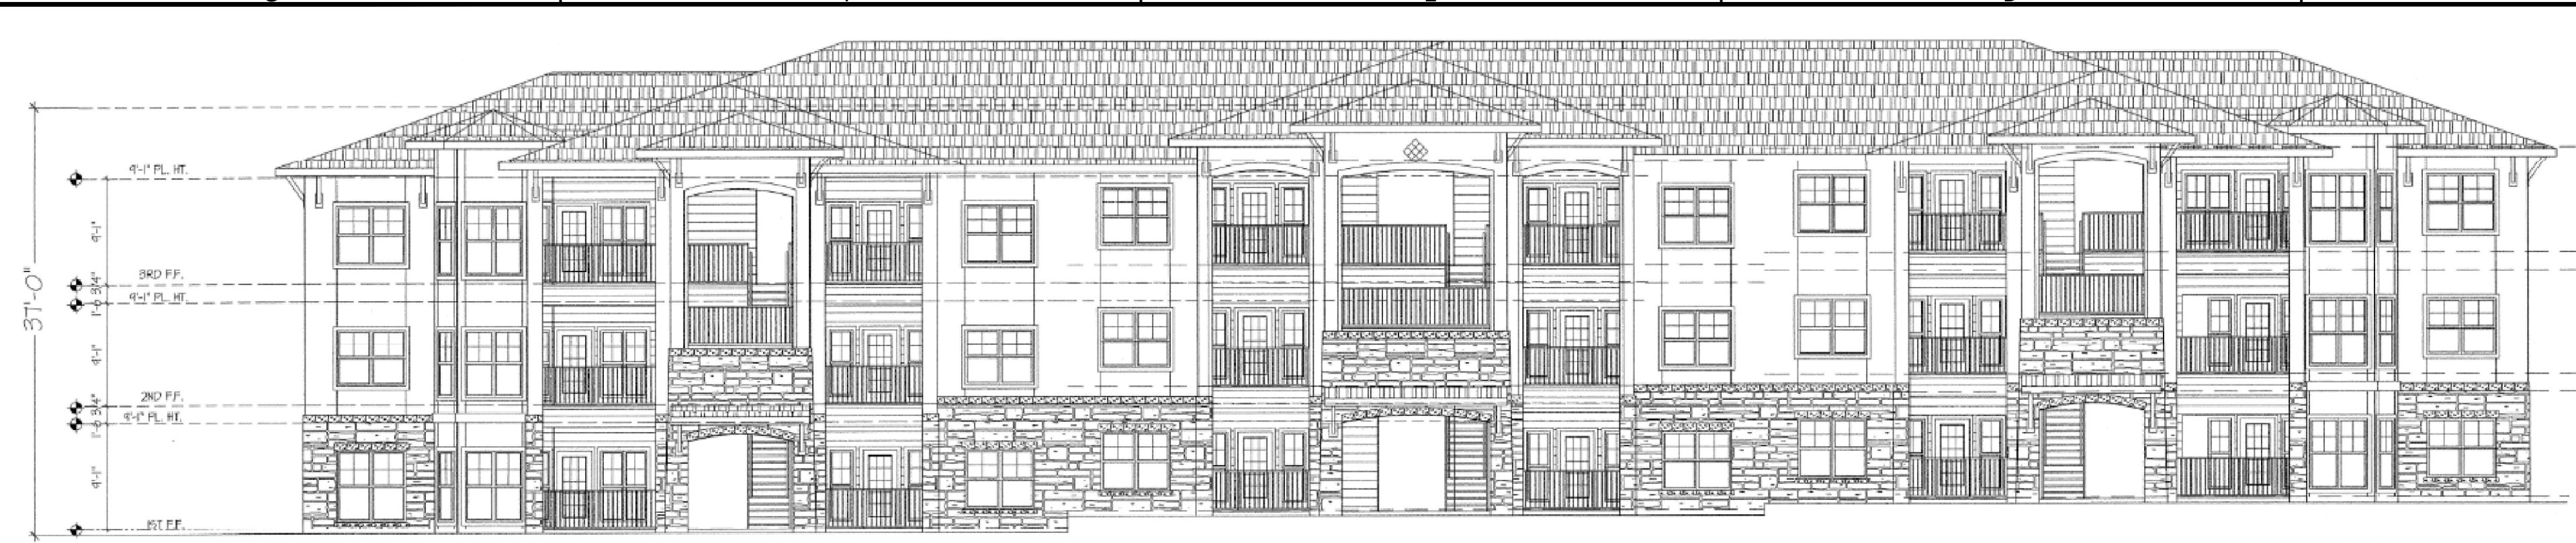 9'-1" PL. HT.
9'-1"
3RD F.F.
1'-0 3/4"
9'-1" PL. HT.
37'-0"
9'-1"
2ND F.F.
1'-0 3/4"
9'-1" PL. HT.
9'-1"
1ST F.F.